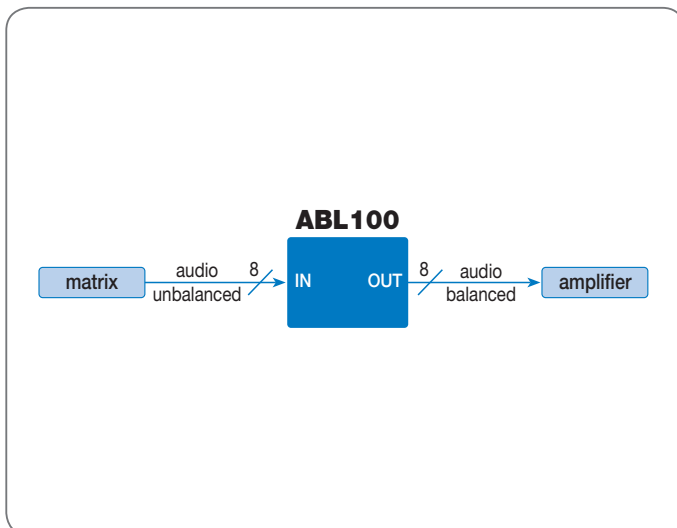 ABL100
matrix
audio
unbalanced
8
IN
OUT
8
audio
balanced
amplifier